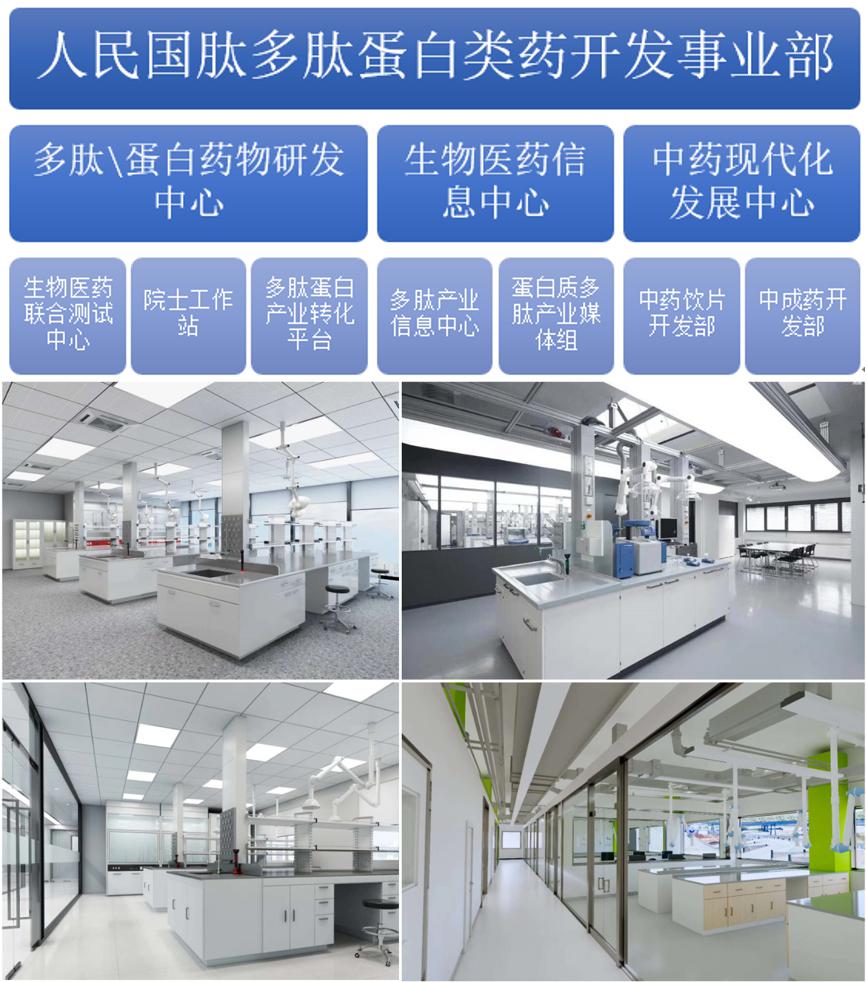 人民国肽多肽蛋白类药开发事业部
多肽\蛋白药物研发
中心
生物医药信
息中心
中药现代化
发展中心
生物医药
联合测试
中心
院士工作
站
多肽蛋白
产业转化
平台
多肽产业
信息中心
蛋白质多
肽产业媒
体组
中药饮片
开发部
中成药开
发部